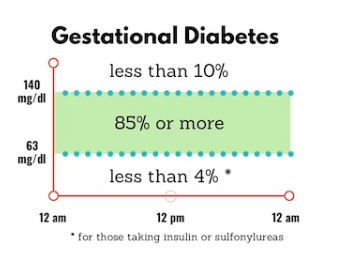 Gestational Diabetes
less than 10%
140
mg/dl
85% or more
63
mg/dl
less than 4% *
12 am
12 pm
12 am
* for those taking insulin or sulfonylureas